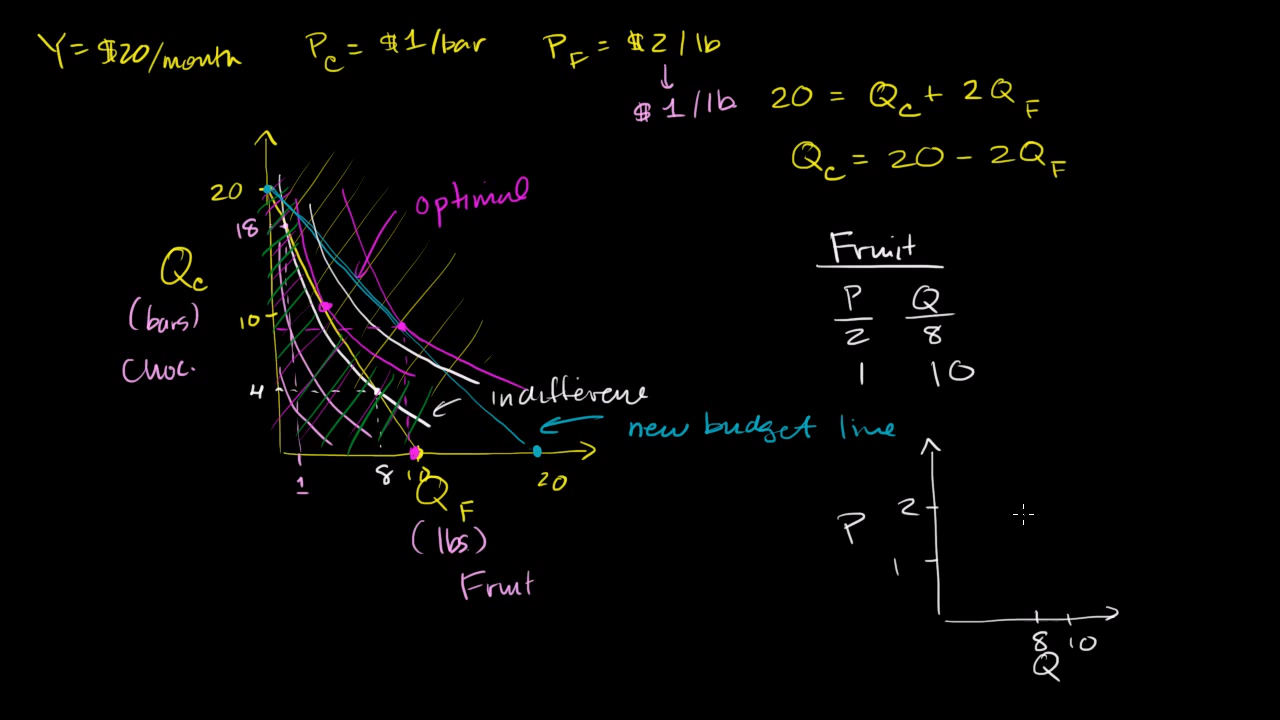 Y = $20/month P_C = $1/bar P_F = $2/lb
↓
$1/lb
20 = Q_C + 2Q_F
Q_C = 20 - 2Q_F
20
18
10
4
Q_C
(bars)
Choc.
optimal
indifference
new budget line
1
8
10
20
Q_F
(lbs)
Fruit
Fruit
P Q
2 8
1 10
P
2
1
8 10
Q